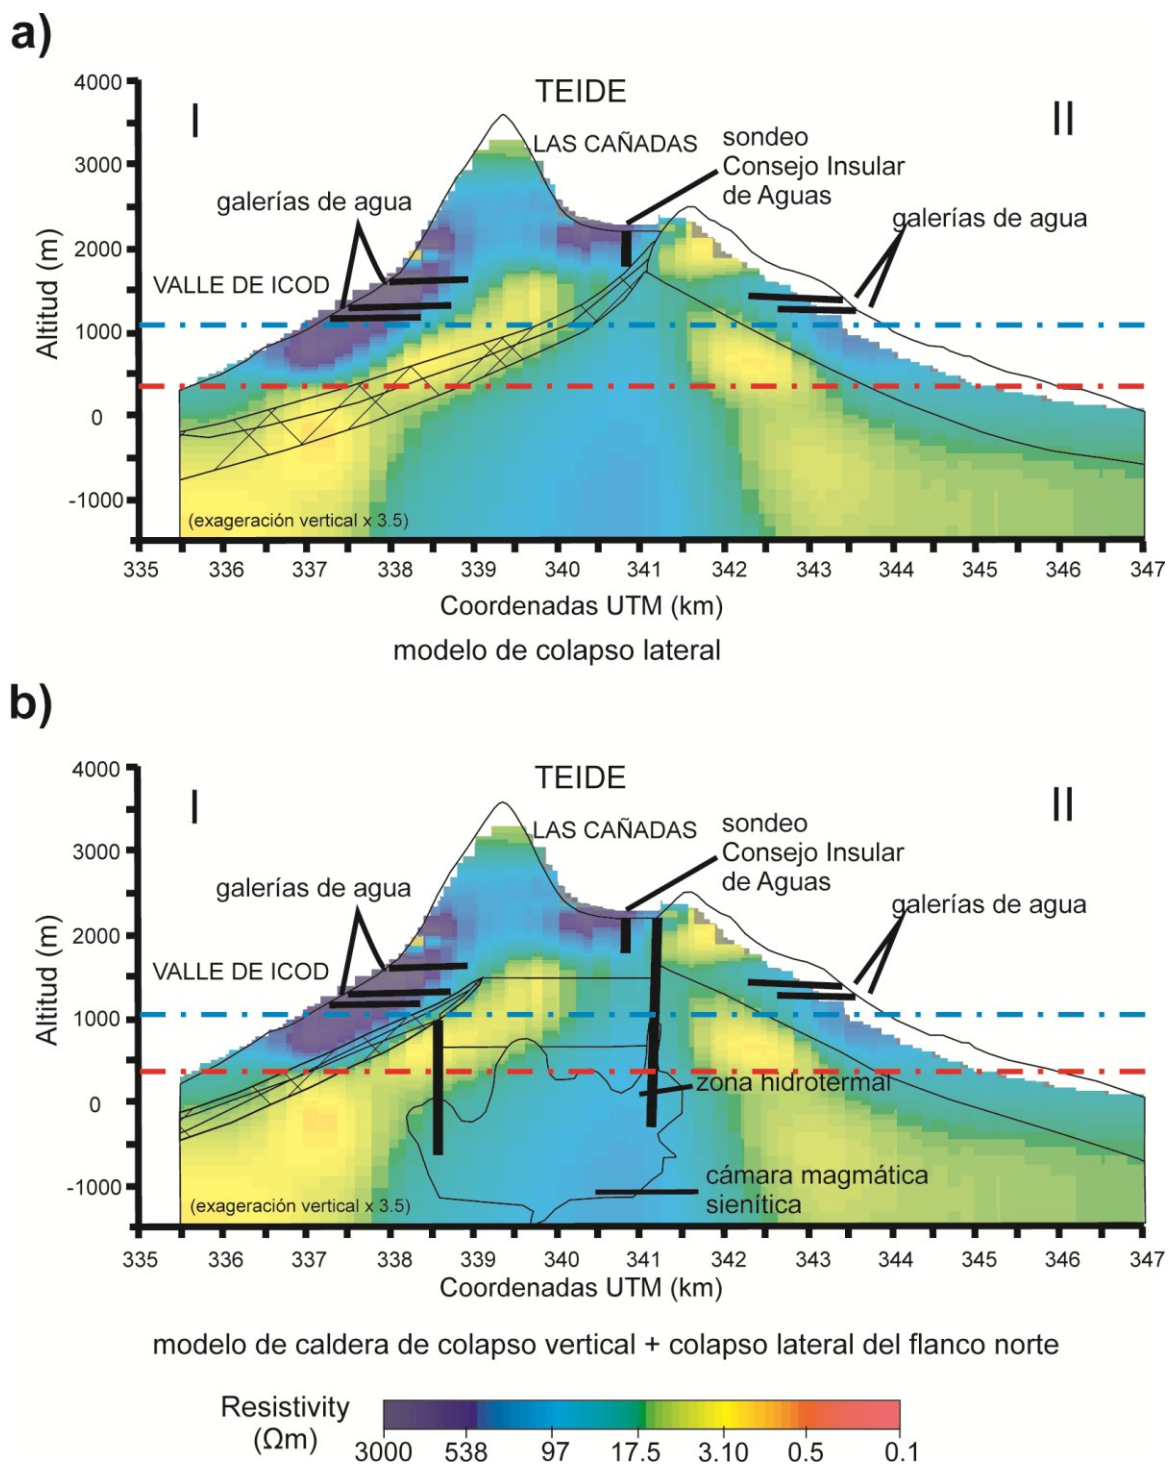 a)
4000
3000
2000
1000
0
-1000
Altitud (m)
I
TEIDE
II
LAS CAÑADAS
sondeo
Consejo Insular
de Aguas
galerías de agua
galerías de agua
VALLE DE ICOD
(exageración vertical x 3.5)
335 336 337 338 339 340 341 342 343 344 345 346 347
Coordenadas UTM (km)
modelo de colapso lateral
b)
4000
3000
2000
1000
0
-1000
Altitud (m)
I
TEIDE
II
LAS CAÑADAS
sondeo
Consejo Insular
de Aguas
galerías de agua
galerías de agua
VALLE DE ICOD
zona hidrotermal
cámara magmática
sienítica
(exageración vertical x 3.5)
335 336 337 338 339 340 341 342 343 344 345 346 347
Coordenadas UTM (km)
modelo de caldera de colapso vertical + colapso lateral del flanco norte
Resistivity
(Ωm)
3000 538 97 17.5 3.10 0.5 0.1